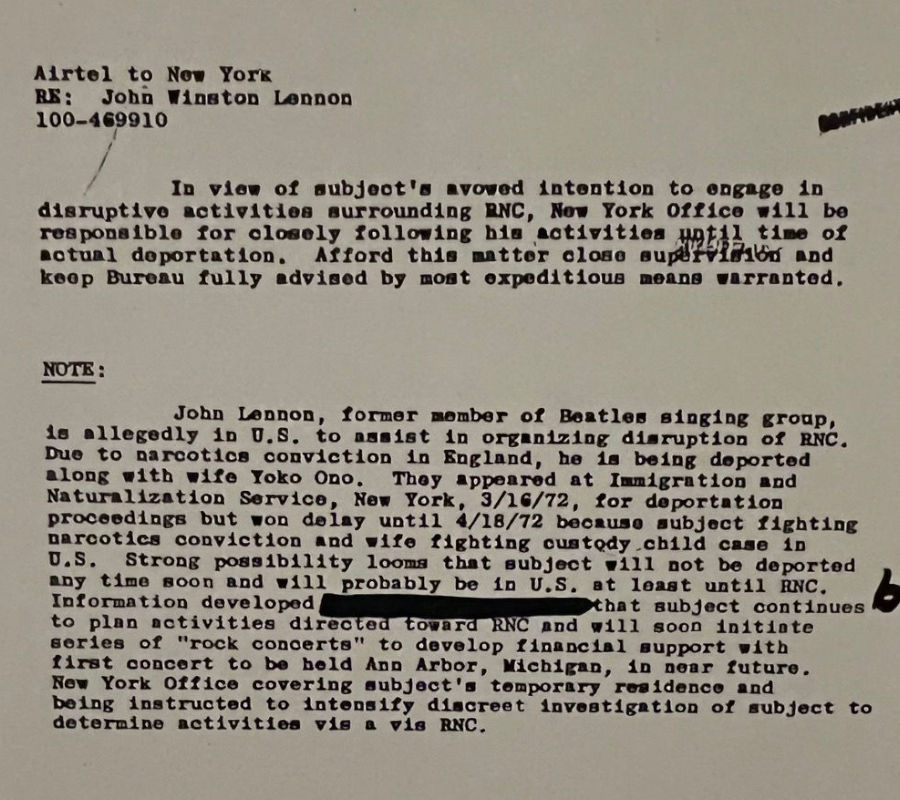 Airtel to New York
RE: John Winston Lennon
100-469910
In view of subject's avowed intention to engage in
disruptive activities surrounding RNC, New York Office will be
responsible for closely following his activities until time of
actual deportation. Afford this matter close supervision and
keep Bureau fully advised by most expeditious means warranted.
NOTE:
John Lennon, former member of Beatles singing group,
is allegedly in U.S. to assist in organizing disruption of RNC.
Due to narcotics conviction in England, he is being deported
along with wife Yoko Ono. They appeared at Immigration and
Naturalization Service, New York, 3/16/72, for deportation
proceedings but won delay until 4/18/72 because subject fighting
narcotics conviction and wife fighting custody child case in
U.S. Strong possibility looms that subject will not be deported
any time soon and will probably be in U.S. at least until RNC.
Information developed that subject continues
to plan activities directed toward RNC and will soon initiate
series of "rock concerts" to develop financial support with
first concert to be held Ann Arbor, Michigan, in near future.
New York Office covering subject's temporary residence and
being instructed to intensify discreet investigation of subject to
determine activities vis a vis RNC.